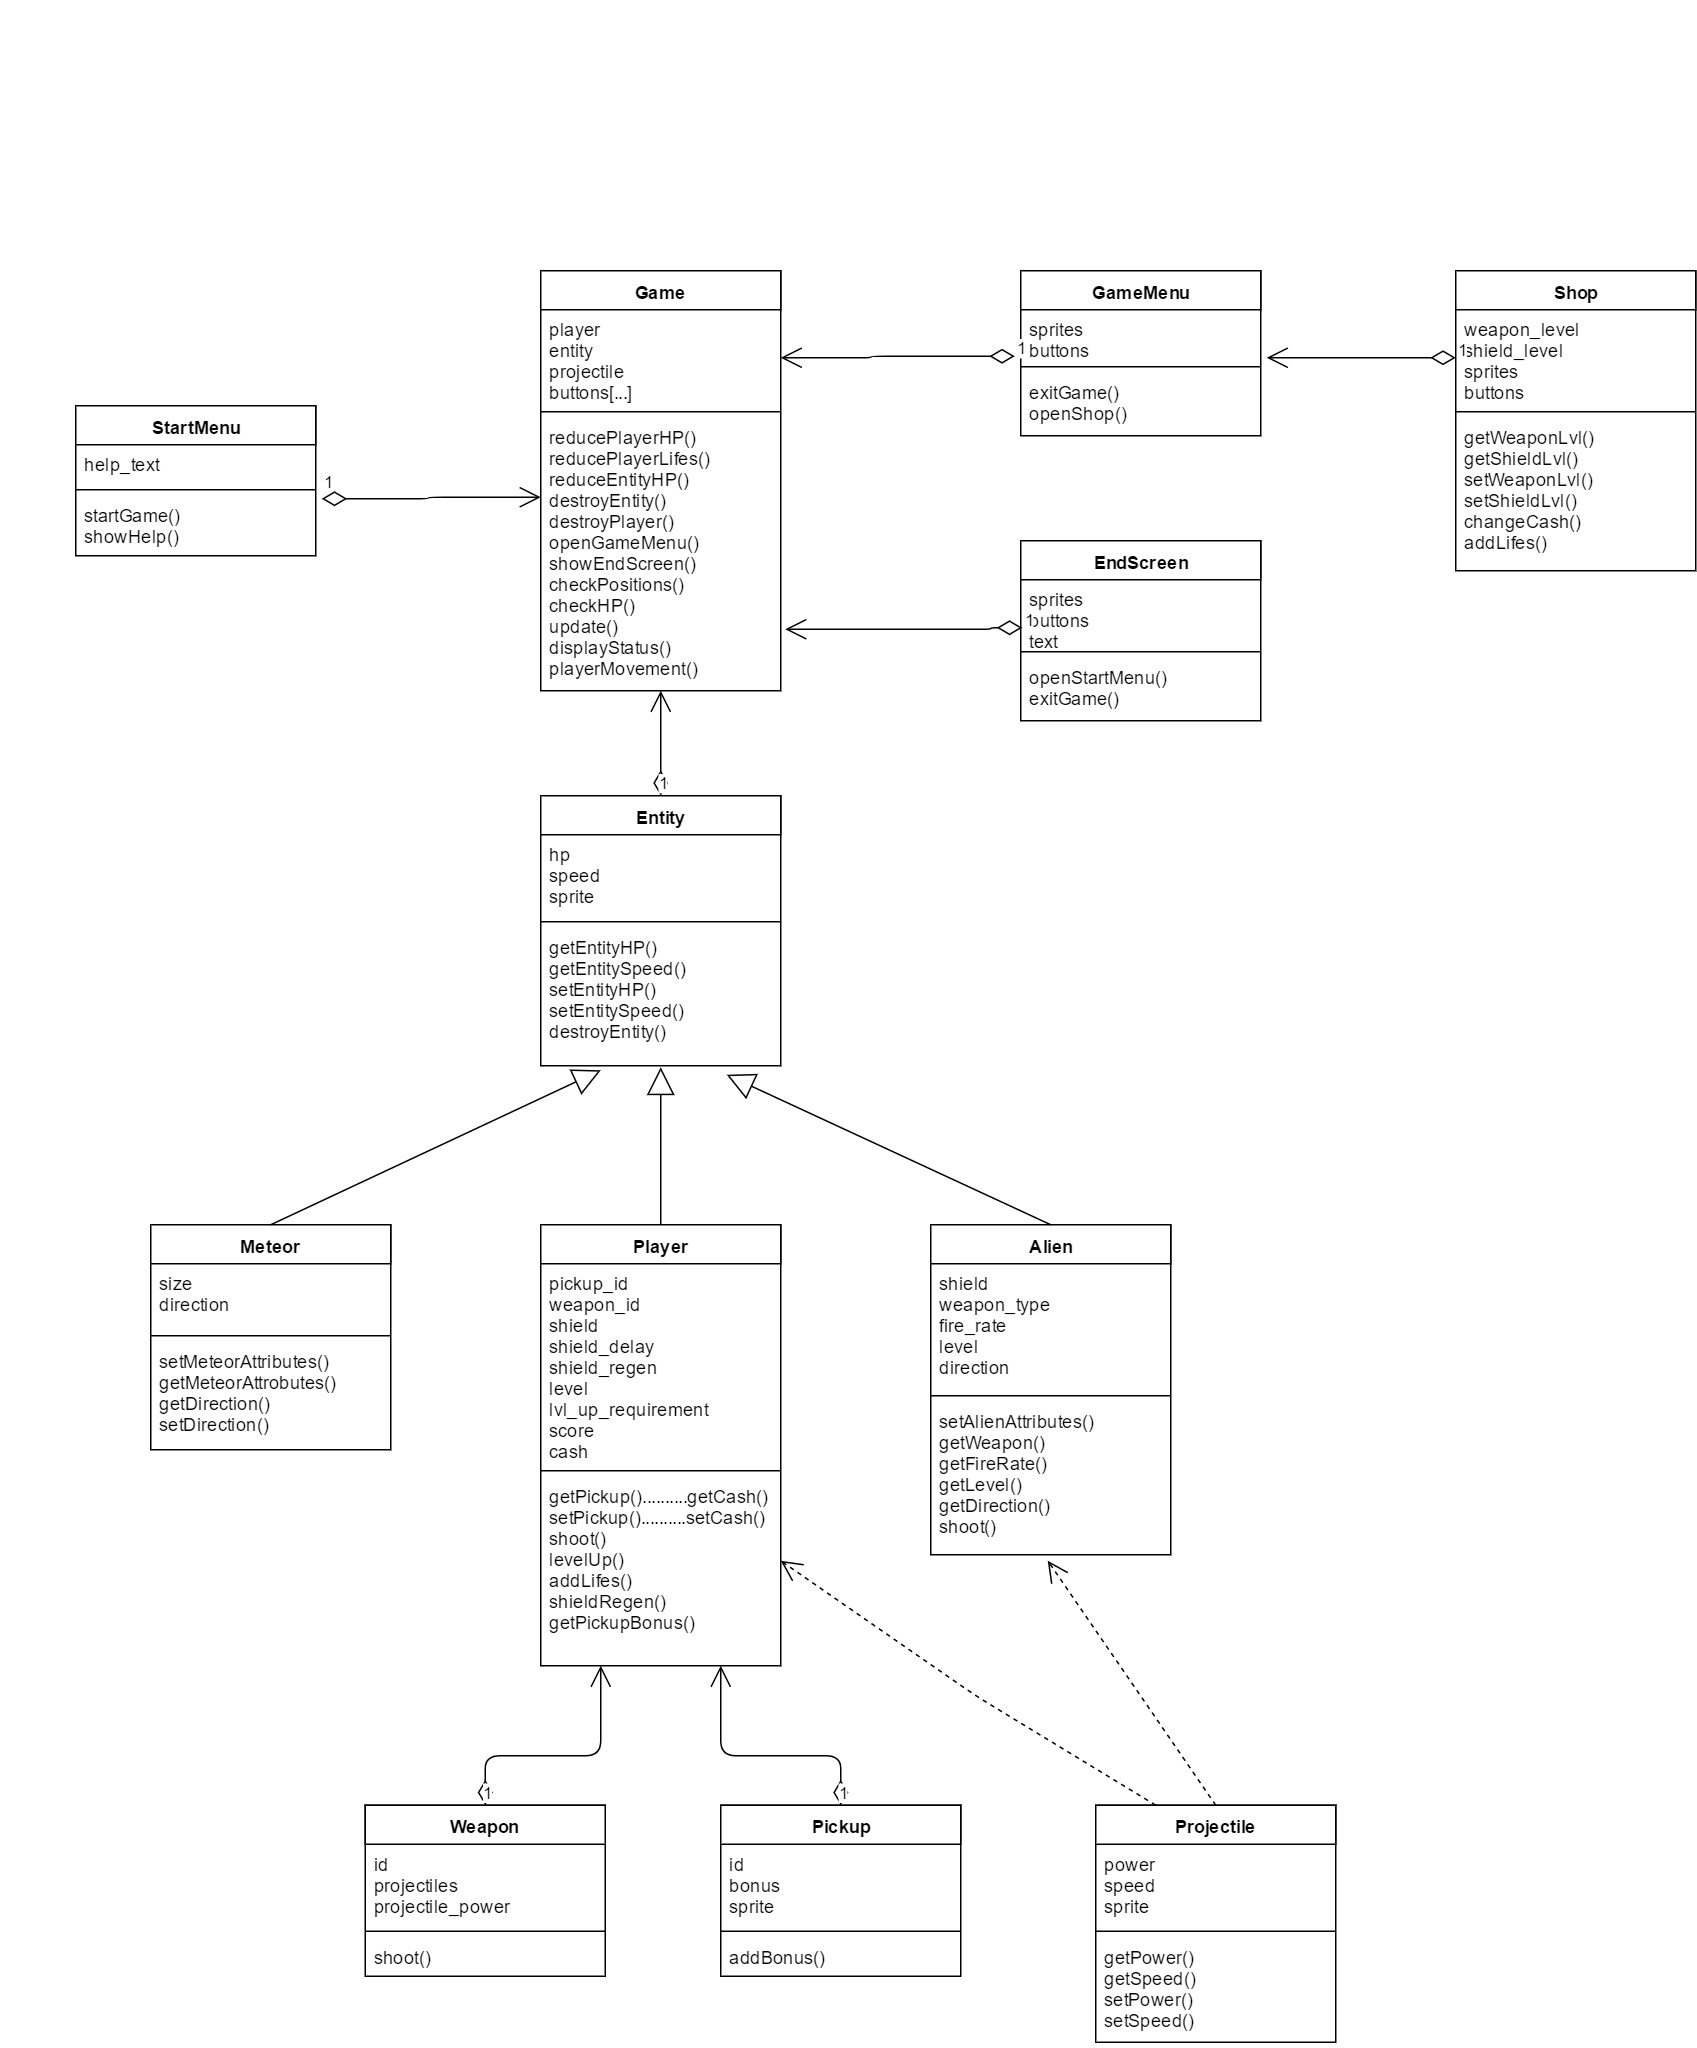 Game
player
entity
projectile
buttons[...]
reducePlayerHP()
reducePlayerLifes()
reduceEntityHP()
destroyEntity()
destroyPlayer()
openGameMenu()
showEndScreen()
checkPositions()
checkHP()
update()
displayStatus()
playerMovement()
GameMenu
sprites
1
buttons
exitGame()
openShop()
Shop
weapon_level
1
shield_level
sprites
buttons
getWeaponLvl()
getShieldLvl()
setWeaponLvl()
setShieldLvl()
changeCash()
addLifes()
StartMenu
help_text
1
startGame()
showHelp()
EndScreen
sprites
1
buttons
text
openStartMenu()
exitGame()
1
Entity
hp
speed
sprite
getEntityHP()
getEntitySpeed()
setEntityHP()
setEntitySpeed()
destroyEntity()
Meteor
size
direction
setMeteorAttributes()
getMeteorAttrobutes()
getDirection()
setDirection()
Player
pickup_id
weapon_id
shield
shield_delay
shield_regen
level
lvl_up_requirement
score
cash
getPickup()..........getCash()
setPickup()..........setCash()
shoot()
levelUp()
addLifes()
shieldRegen()
getPickupBonus()
Alien
shield
weapon_type
fire_rate
level
direction
setAlienAttributes()
getWeapon()
getFireRate()
getLevel()
getDirection()
shoot()
1
Weapon
id
projectiles
projectile_power
shoot()
1
Pickup
id
bonus
sprite
addBonus()
Projectile
power
speed
sprite
getPower()
getSpeed()
setPower()
setSpeed()